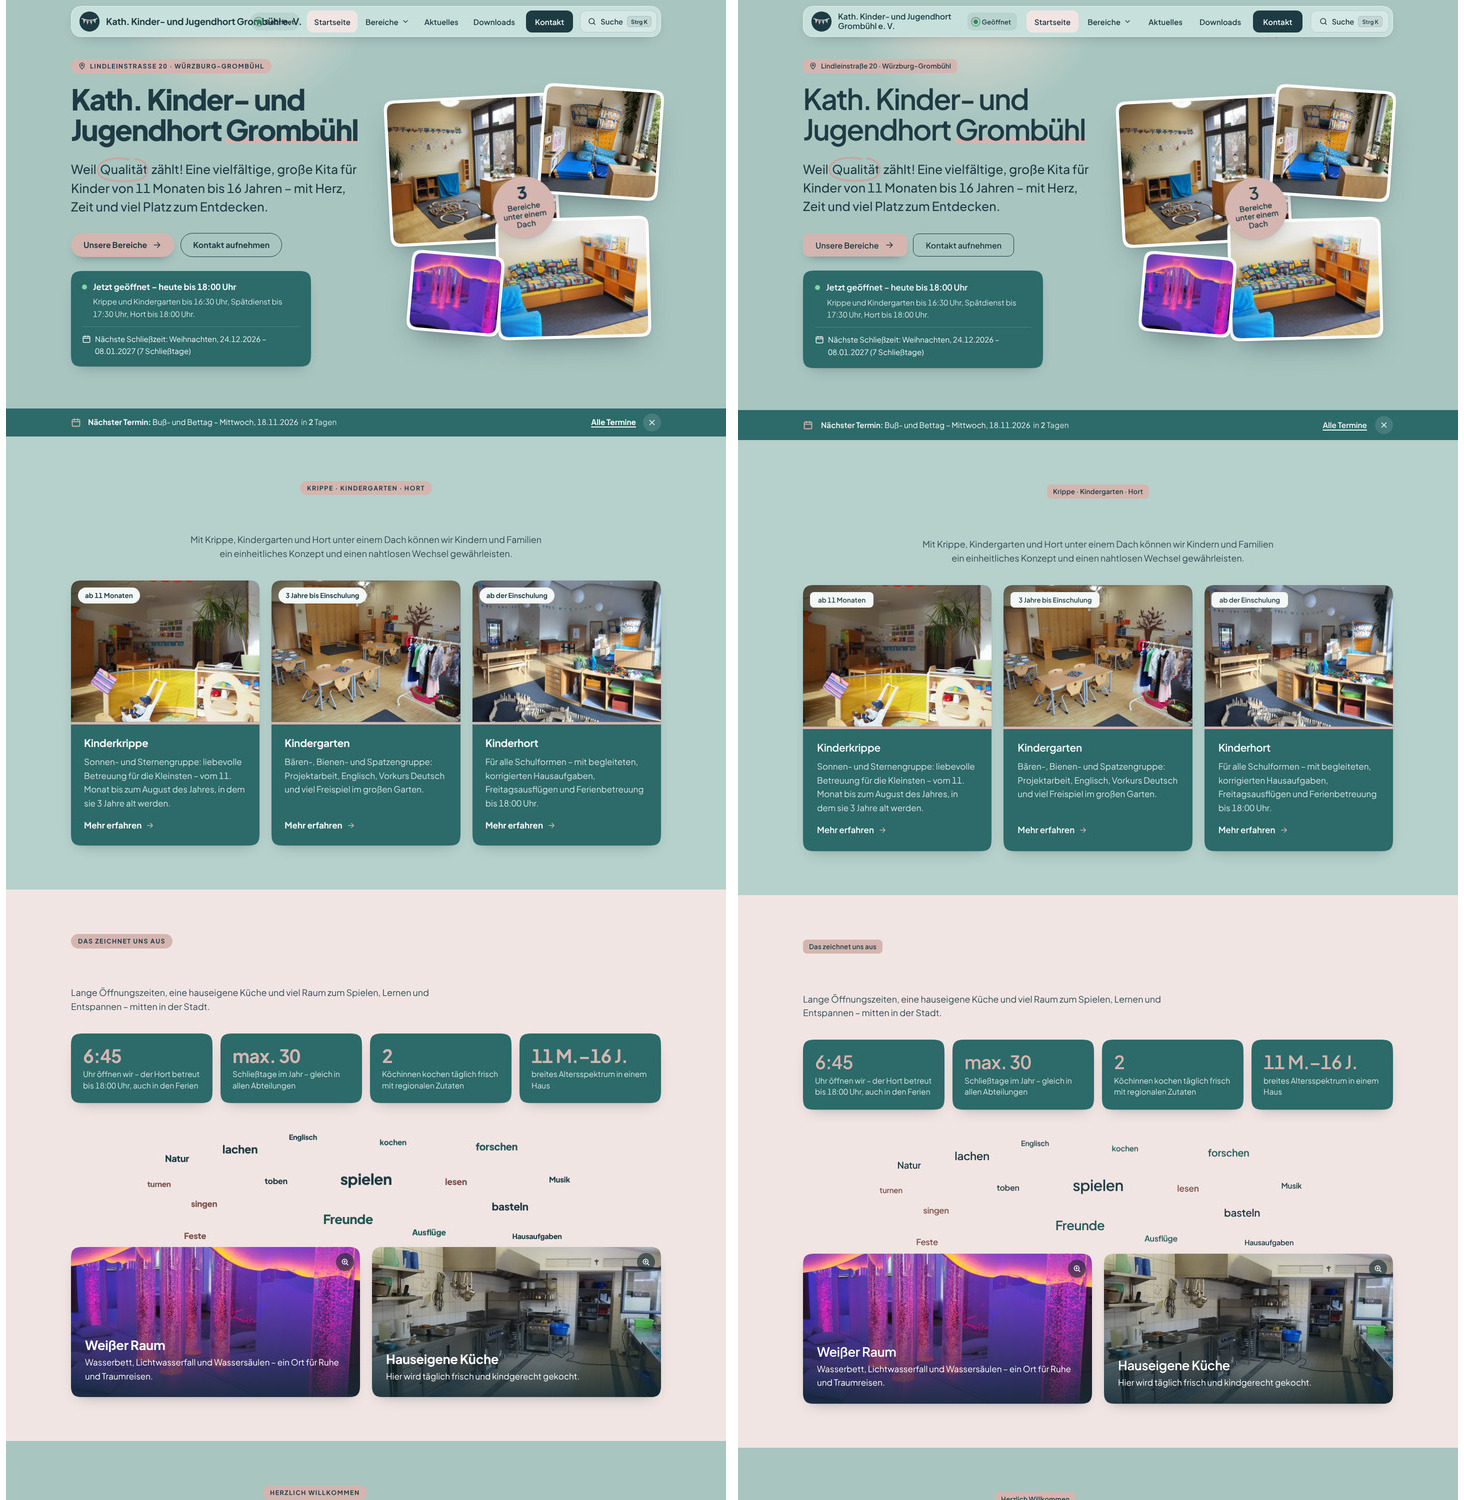 Kath. Kinder- und Jugendhort Grombühl e. V.
Startseite
Bereiche
Aktuelles
Downloads
Kontakt
Suche
Strg K
LINDLEINSTRASSE 20 · WÜRZBURG-GROMBÜHL
Kath. Kinder- und
Jugendhort Grombühl
Weil Qualität zählt! Eine vielfältige, große Kita für
Kinder von 11 Monaten bis 16 Jahren – mit Herz,
Zeit und viel Platz zum Entdecken.
Unsere Bereiche →
Kontakt aufnehmen
3
Bereiche
unter einem
Dach
Jetzt geöffnet – heute bis 18:00 Uhr
Krippe und Kindergarten bis 16:30 Uhr, Spätdienst bis
17:30 Uhr, Hort bis 18:00 Uhr.
Nächste Schließzeit: Weihnachten, 24.12.2026 –
08.01.2027 (7 Schließtage)
Nächster Termin: Buß- und Bettag – Mittwoch, 18.11.2026 in 2 Tagen
Alle Termine
KRIPPE · KINDERGARTEN · HORT
Mit Krippe, Kindergarten und Hort unter einem Dach können wir Kindern und Familien
ein einheitliches Konzept und einen nahtlosen Wechsel gewährleisten.
ab 11 Monaten
3 Jahre bis Einschulung
ab der Einschulung
Kinderkrippe
Sonnen- und Sternengruppe: liebevolle
Betreuung für die Kleinsten – vom 11.
Monat bis zum August des Jahres, in dem
sie 3 Jahre alt werden.
Mehr erfahren →
Kindergarten
Bären-, Bienen- und Spatzengruppe:
Projektarbeit, Englisch, Vorkurs Deutsch
und viel Freispiel im großen Garten.
Mehr erfahren →
Kinderhort
Für alle Schulformen – mit begleiteten,
korrigierten Hausaufgaben,
Freitagsausflügen und Ferienbetreuung
bis 18:00 Uhr.
Mehr erfahren →
DAS ZEICHNET UNS AUS
Lange Öffnungszeiten, eine hauseigene Küche und viel Raum zum Spielen, Lernen und
Entspannen – mitten in der Stadt.
6:45
Uhr öffnen wir – der Hort betreut
bis 18:00 Uhr, auch in den Ferien
max. 30
Schließtage im Jahr – gleich in
allen Abteilungen
2
Köchinnen kochen täglich frisch
mit regionalen Zutaten
11 M.–16 J.
breites Altersspektrum in einem
Haus
Englisch
kochen
lachen
forschen
Natur
spielen
toben
lesen
Musik
turnen
singen
basteln
Freunde
Ausflüge
Feste
Hausaufgaben
Weißer Raum
Wasserbett, Lichtwasserfall und Wassersäulen – ein Ort für Ruhe
und Traumreisen.
Hauseigene Küche
Hier wird täglich frisch und kindgerecht gekocht.
HERZLICH WILLKOMMEN
Kath. Kinder- und Jugendhort
Grombühl e. V.
Geöffnet
Startseite
Bereiche
Aktuelles
Downloads
Kontakt
Suche
Strg K
Lindleinstraße 20 · Würzburg-Grombühl
Kath. Kinder- und
Jugendhort Grombühl
Weil Qualität zählt! Eine vielfältige, große Kita für
Kinder von 11 Monaten bis 16 Jahren – mit Herz,
Zeit und viel Platz zum Entdecken.
Unsere Bereiche →
Kontakt aufnehmen
3
Bereiche
unter einem
Dach
Jetzt geöffnet – heute bis 18:00 Uhr
Krippe und Kindergarten bis 16:30 Uhr, Spätdienst bis
17:30 Uhr, Hort bis 18:00 Uhr.
Nächste Schließzeit: Weihnachten, 24.12.2026 –
08.01.2027 (7 Schließtage)
Nächster Termin: Buß- und Bettag – Mittwoch, 18.11.2026 in 2 Tagen
Alle Termine
Krippe · Kindergarten · Hort
Mit Krippe, Kindergarten und Hort unter einem Dach können wir Kindern und Familien
ein einheitliches Konzept und einen nahtlosen Wechsel gewährleisten.
ab 11 Monaten
3 Jahre bis Einschulung
ab der Einschulung
Kinderkrippe
Sonnen- und Sternengruppe: liebevolle
Betreuung für die Kleinsten – vom 11.
Monat bis zum August des Jahres, in
dem sie 3 Jahre alt werden.
Mehr erfahren →
Kindergarten
Bären-, Bienen- und Spatzengruppe:
Projektarbeit, Englisch, Vorkurs Deutsch
und viel Freispiel im großen Garten.
Mehr erfahren →
Kinderhort
Für alle Schulformen – mit begleiteten,
korrigierten Hausaufgaben,
Freitagsausflügen und Ferienbetreuung
bis 18:00 Uhr.
Mehr erfahren →
Das zeichnet uns aus
Lange Öffnungszeiten, eine hauseigene Küche und viel Raum zum Spielen, Lernen und
Entspannen – mitten in der Stadt.
6:45
Uhr öffnen wir – der Hort betreut
bis 18:00 Uhr, auch in den Ferien
max. 30
Schließtage im Jahr – gleich in
allen Abteilungen
2
Köchinnen kochen täglich frisch
mit regionalen Zutaten
11 M.–16 J.
breites Altersspektrum in einem
Haus
Englisch
kochen
lachen
forschen
Natur
spielen
toben
lesen
Musik
turnen
singen
basteln
Freunde
Ausflüge
Feste
Hausaufgaben
Weißer Raum
Wasserbett, Lichtwasserfall und Wassersäulen – ein Ort für Ruhe
und Traumreisen.
Hauseigene Küche
Hier wird täglich frisch und kindgerecht gekocht.
Herzlich Willkommen